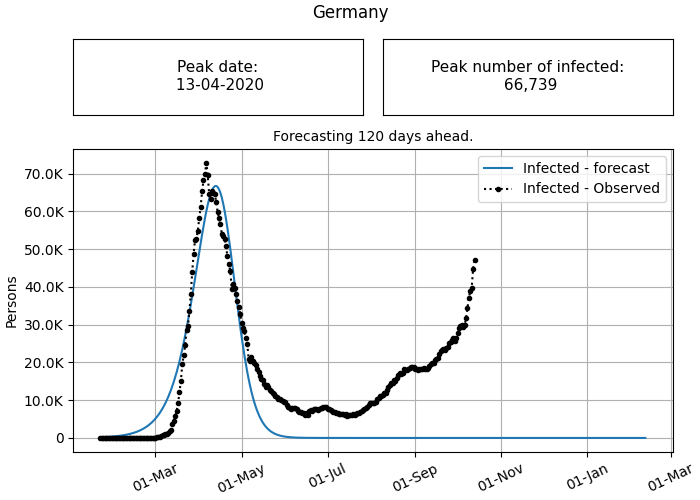 Germany
Peak date:
13-04-2020
Peak number of infected:
66,739
Forecasting 120 days ahead.
Infected - forecast
Infected - Observed
70.0K
60.0K
50.0K
40.0K
30.0K
20.0K
10.0K
0
Persons
01-Mar
01-May
01-Jul
01-Sep
01-Nov
01-Jan
01-Mar